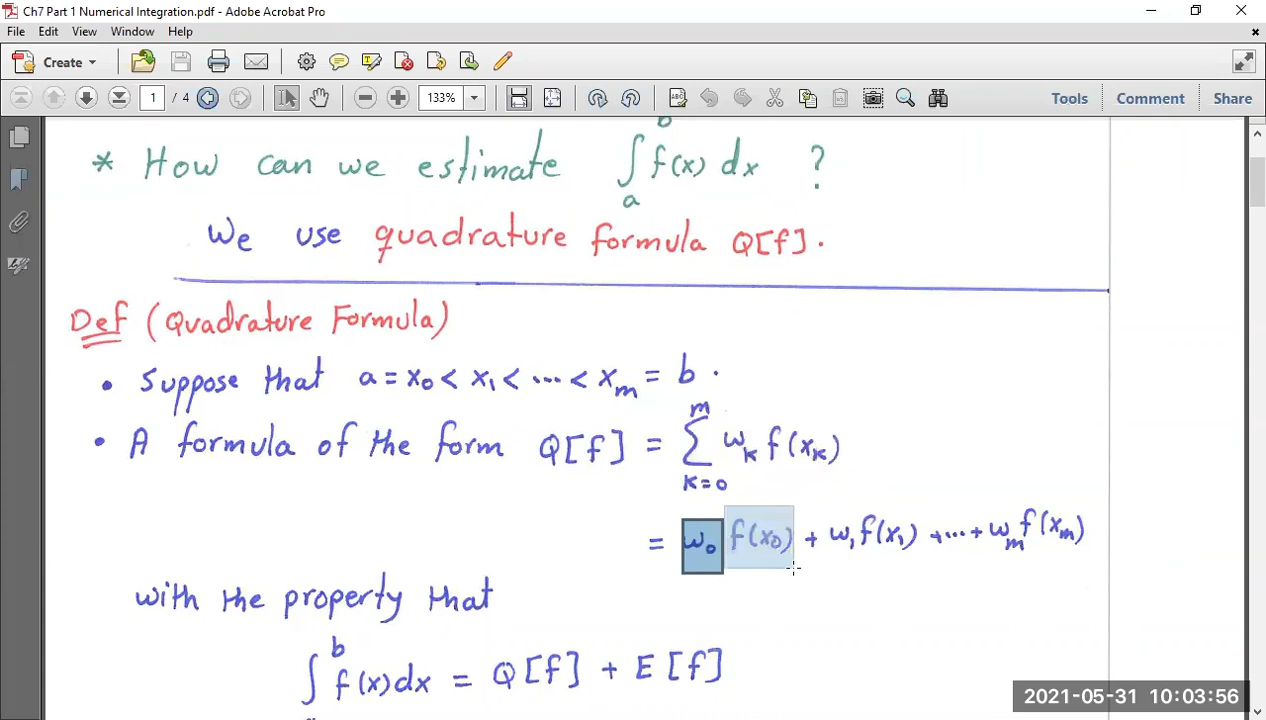 Ch7 Part 1 Numerical Integration.pdf - Adobe Acrobat Pro
File Edit View Window Help
Create
1 / 4 133% Tools Comment Share
* How can we estimate ∫_a^b f(x) dx ?
We use quadrature formula Q[f].
Def (Quadrature Formula)
• Suppose that a = x₀ < x₁ < ... < xₘ = b .
• A formula of the form Q[f] = ∑_{k=0}^{m} wₖ f(xₖ)
= w₀ f(x₀) + w₁ f(x₁) + ... + wₘ f(xₘ)
with the property that
∫^b f(x) dx = Q[f] + E[f]
2021-05-31 10:03:56